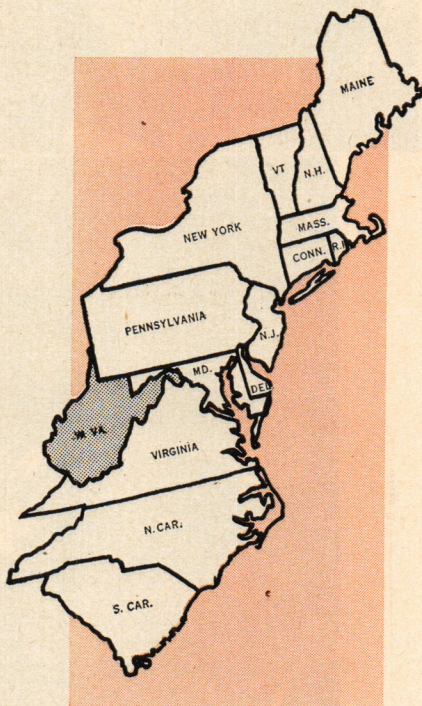 MAINE
VT
N.H.
NEW YORK
MASS.
CONN.
R.I.
PENNSYLVANIA
N.J.
MD.
DEL.
W. VA.
VIRGINIA
N. CAR.
S. CAR.